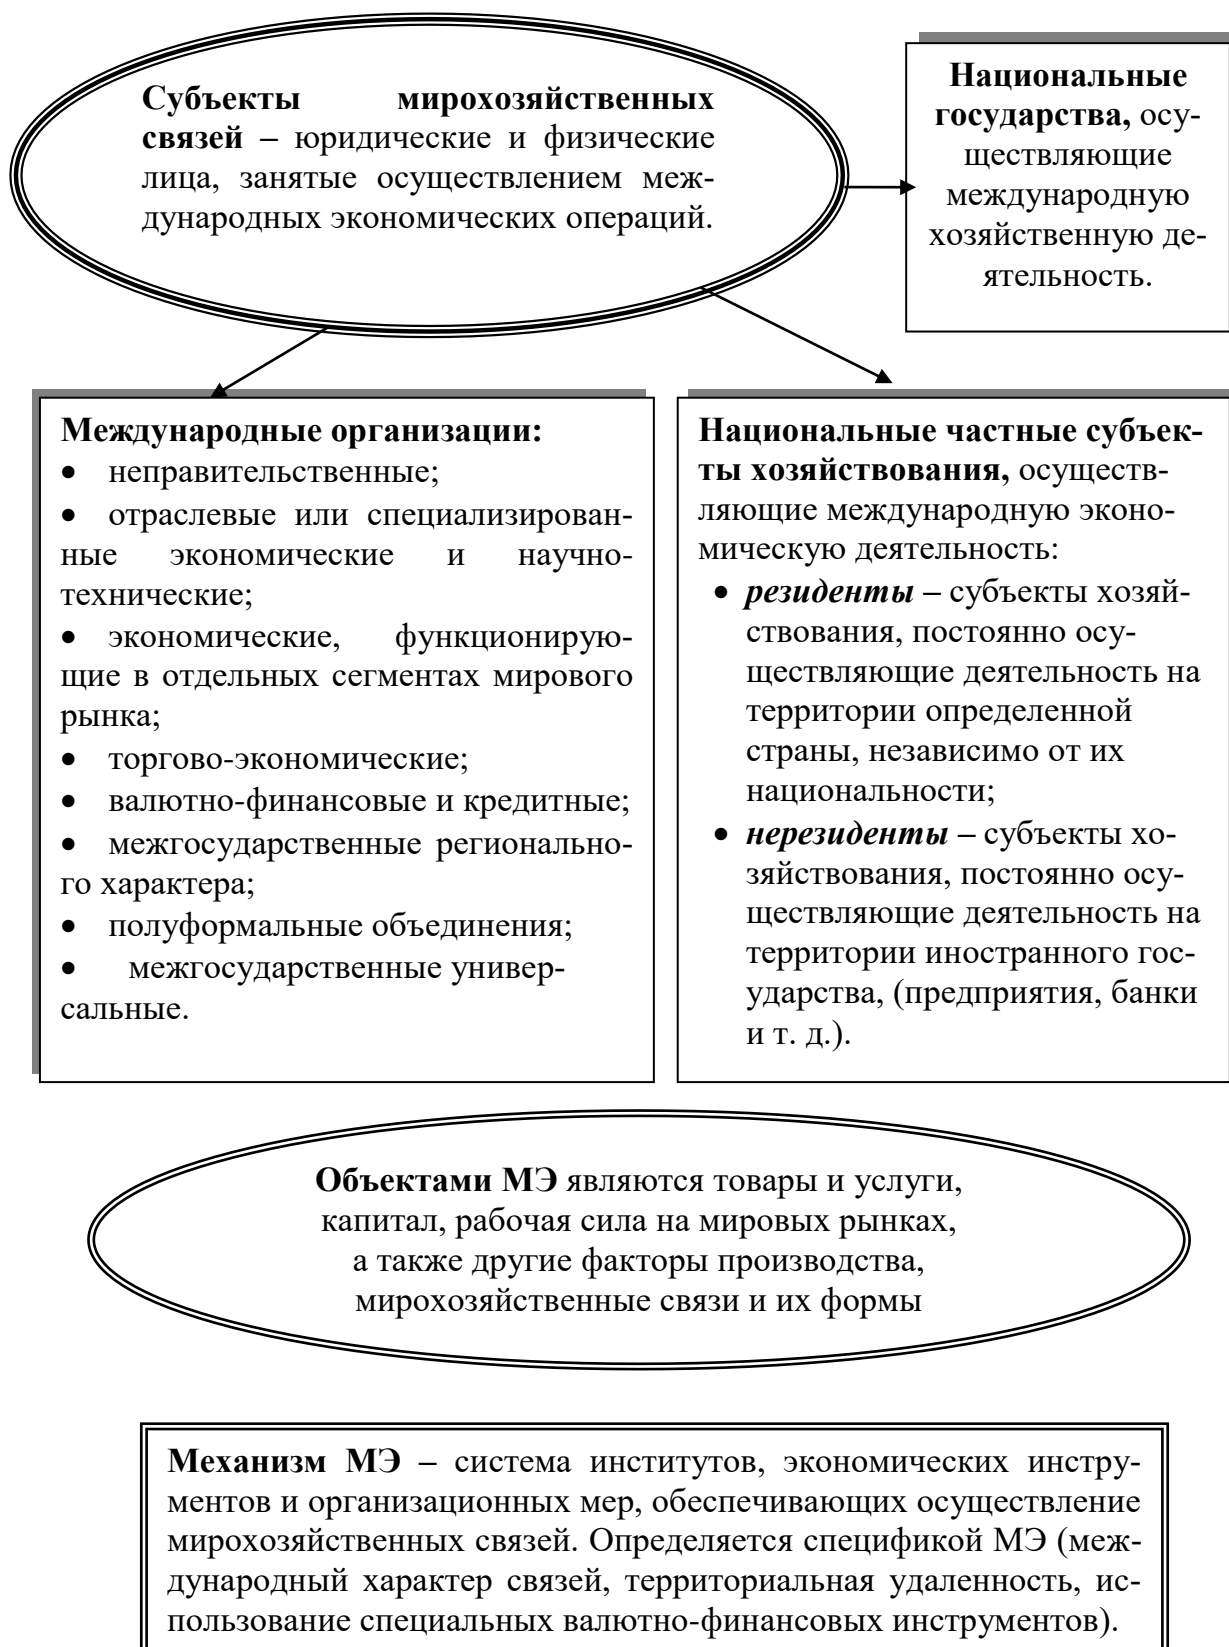 Субъекты мирохозяйственных
связей – юридические и физические
лица, занятые осуществлением меж-
дународных экономических операций.
Национальные
государства, осу-
ществляющие
международную
хозяйственную де-
ятельность.
Международные организации:
• неправительственные;
• отраслевые или специализирован-
ные экономические и научно-
технические;
• экономические, функционирую-
щие в отдельных сегментах мирового
рынка;
• торгово-экономические;
• валютно-финансовые и кредитные;
• межгосударственные регионально-
го характера;
• полуформальные объединения;
• межгосударственные универ-
сальные.
Национальные частные субъек-
ты хозяйствования, осуществ-
ляющие международную эконо-
мическую деятельность:
• резиденты – субъекты хозяй-
ствования, постоянно осу-
ществляющие деятельность на
территории определенной
страны, независимо от их
национальности;
• нерезиденты – субъекты хо-
зяйствования, постоянно осу-
ществляющие деятельность на
территории иностранного гос-
ударства, (предприятия, банки
и т. д.).
Объектами МЭ являются товары и услуги,
капитал, рабочая сила на мировых рынках,
а также другие факторы производства,
мирохозяйственные связи и их формы
Механизм МЭ – система институтов, экономических инстру-
ментов и организационных мер, обеспечивающих осуществление
мирохозяйственных связей. Определяется спецификой МЭ (меж-
дународный характер связей, территориальная удаленность, ис-
пользование специальных валютно-финансовых инструментов).